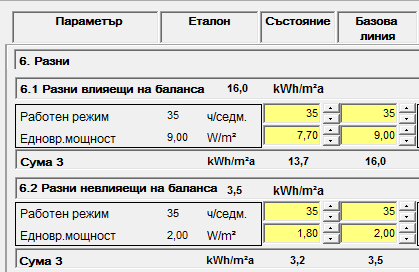 Параметър Еталон Състояние Базова линия
6. Разни
6.1 Разни влияещи на баланса 16,0 kWh/m²a
Работен режим 35 ч/седм. 35 35
Едновр.мощност 9,00 W/m² 7,70 9,00
Сума 3 kWh/m²a 13,7 16,0
6.2 Разни невлияещи на баланса 3,5 kWh/m²a
Работен режим 35 ч/седм. 35 35
Едновр.мощност 2,00 W/m² 1,80 2,00
Сума 3 kWh/m²a 3,2 3,5